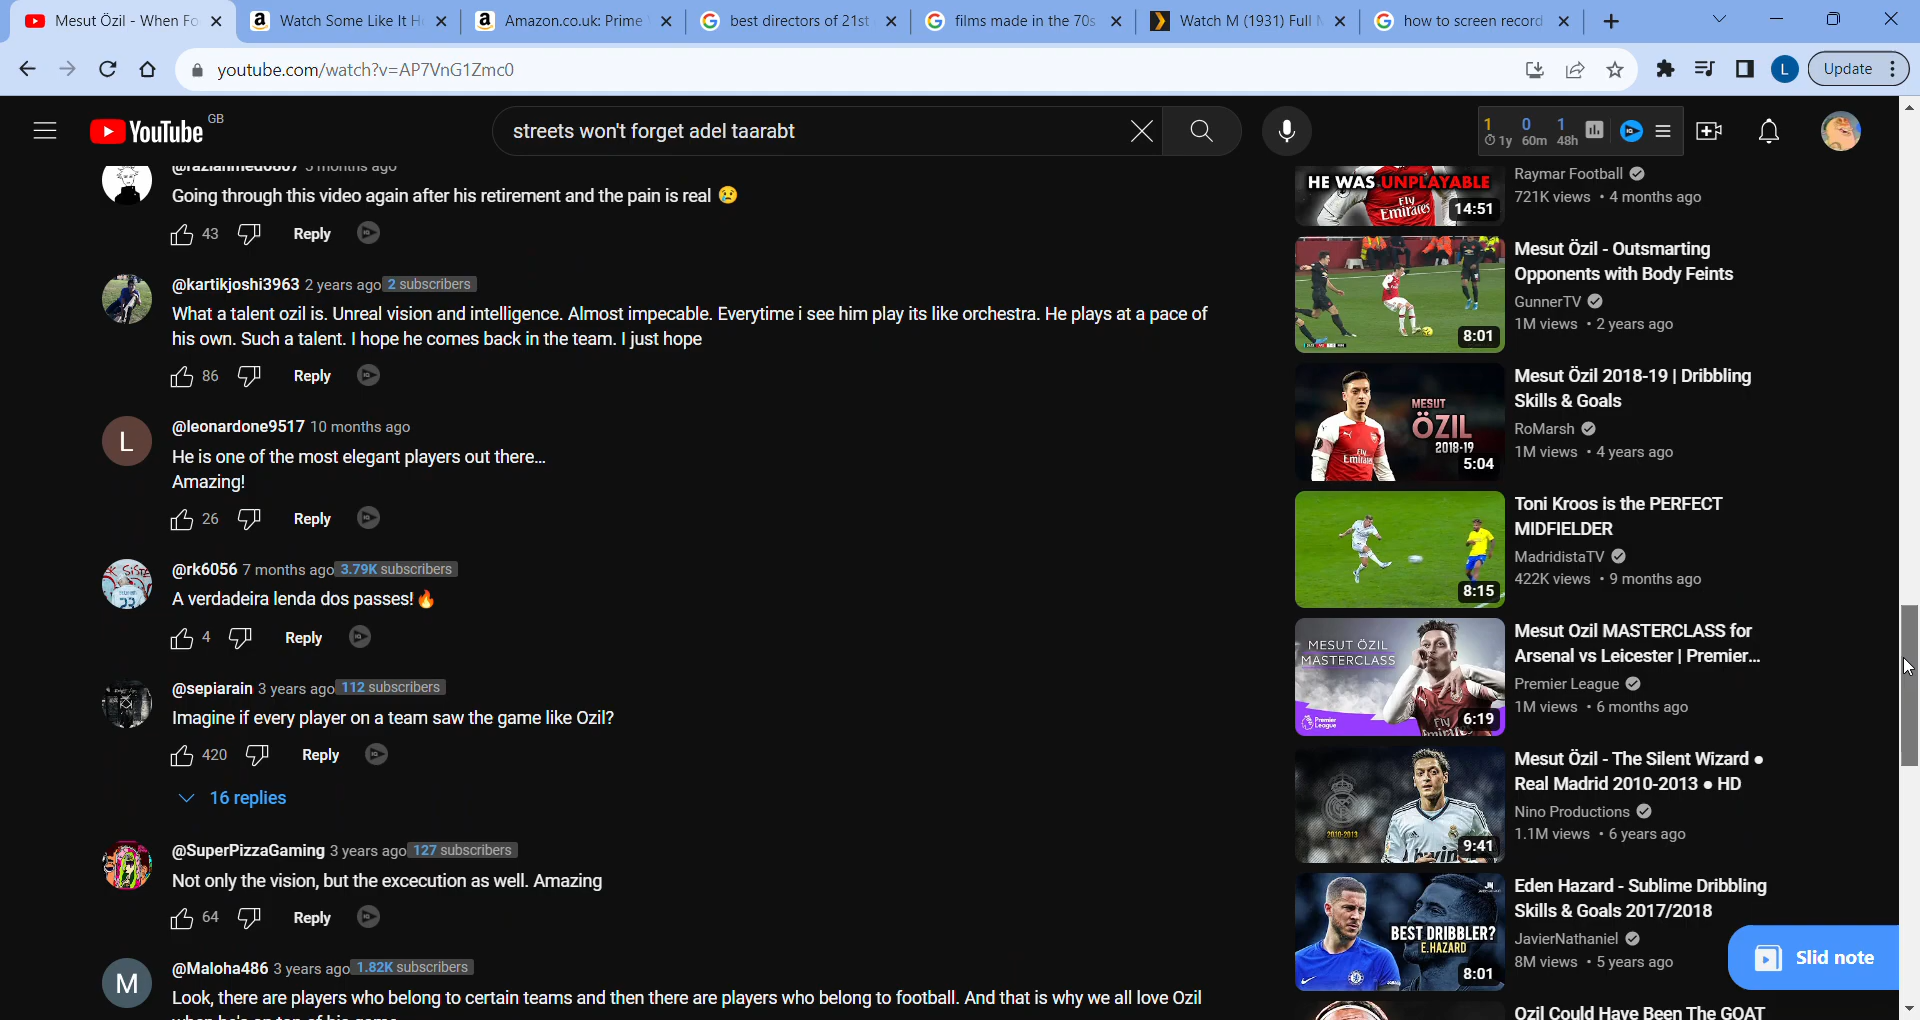 Mesut Özil - When Fo
Watch Some Like It H
Amazon.co.uk: Prime
best directors of 21st
films made in the 70s
Watch M (1931) Full
how to screen record
youtube.com/watch?v=AP7VnG1Zmc0
L
Update
YouTube GB
streets won't forget adel taarabt
1 0 1
1y 60m 48h
Going through this video again after his retirement and the pain is real 😢
43 Reply
@kartikjoshi3963 2 years ago 2 subscribers
What a talent ozil is. Unreal vision and intelligence. Almost impecable. Everytime i see him play its like orchestra. He plays at a pace of
his own. Such a talent. I hope he comes back in the team. I just hope
86 Reply
L
@leonardone9517 10 months ago
He is one of the most elegant players out there...
Amazing!
26 Reply
@rk6056 7 months ago 3.79K subscribers
A verdadeira lenda dos passes!🔥
4 Reply
@sepiarain 3 years ago 112 subscribers
Imagine if every player on a team saw the game like Ozil?
420 Reply
16 replies
@SuperPizzaGaming 3 years ago 127 subscribers
Not only the vision, but the excecution as well. Amazing
64 Reply
M
@Maloha486 3 years ago 1.82K subscribers
Look, there are players who belong to certain teams and then there are players who belong to football. And that is why we all love Ozil
HE WAS UNPLAYABLE
Fly
Emirates
14:51
Raymar Football
721K views • 4 months ago
8:01
Mesut Özil - Outsmarting
Opponents with Body Feints
GunnerTV
1M views • 2 years ago
MESUT
ÖZIL
2018-19
5:04
Mesut Özil 2018-19 | Dribbling
Skills & Goals
RoMarsh
1M views • 4 years ago
8:15
Toni Kroos is the PERFECT
MIDFIELDER
MadridistaTV
422K views • 9 months ago
MESUT ÖZIL
MASTERCLASS
Premier
League
6:19
Mesut Ozil MASTERCLASS for
Arsenal vs Leicester | Premier...
Premier League
1M views • 6 months ago
2010-2013
9:41
Mesut Özil - The Silent Wizard ●
Real Madrid 2010-2013 ● HD
Nino Productions
1.1M views • 6 years ago
BEST DRIBBLER?
E.HAZARD
8:01
Eden Hazard - Sublime Dribbling
Skills & Goals 2017/2018
JavierNathaniel
8M views • 5 years ago
Slid note
Ozil Could Have Been The GOAT